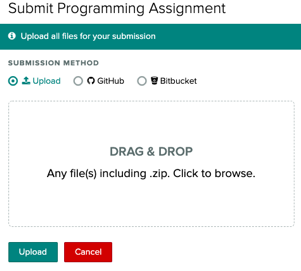 Submit Programming Assignment
Upload all files for your submission
SUBMISSION METHOD
Upload GitHub Bitbucket
DRAG & DROP
Any file(s) including .zip. Click to browse.
Upload Cancel